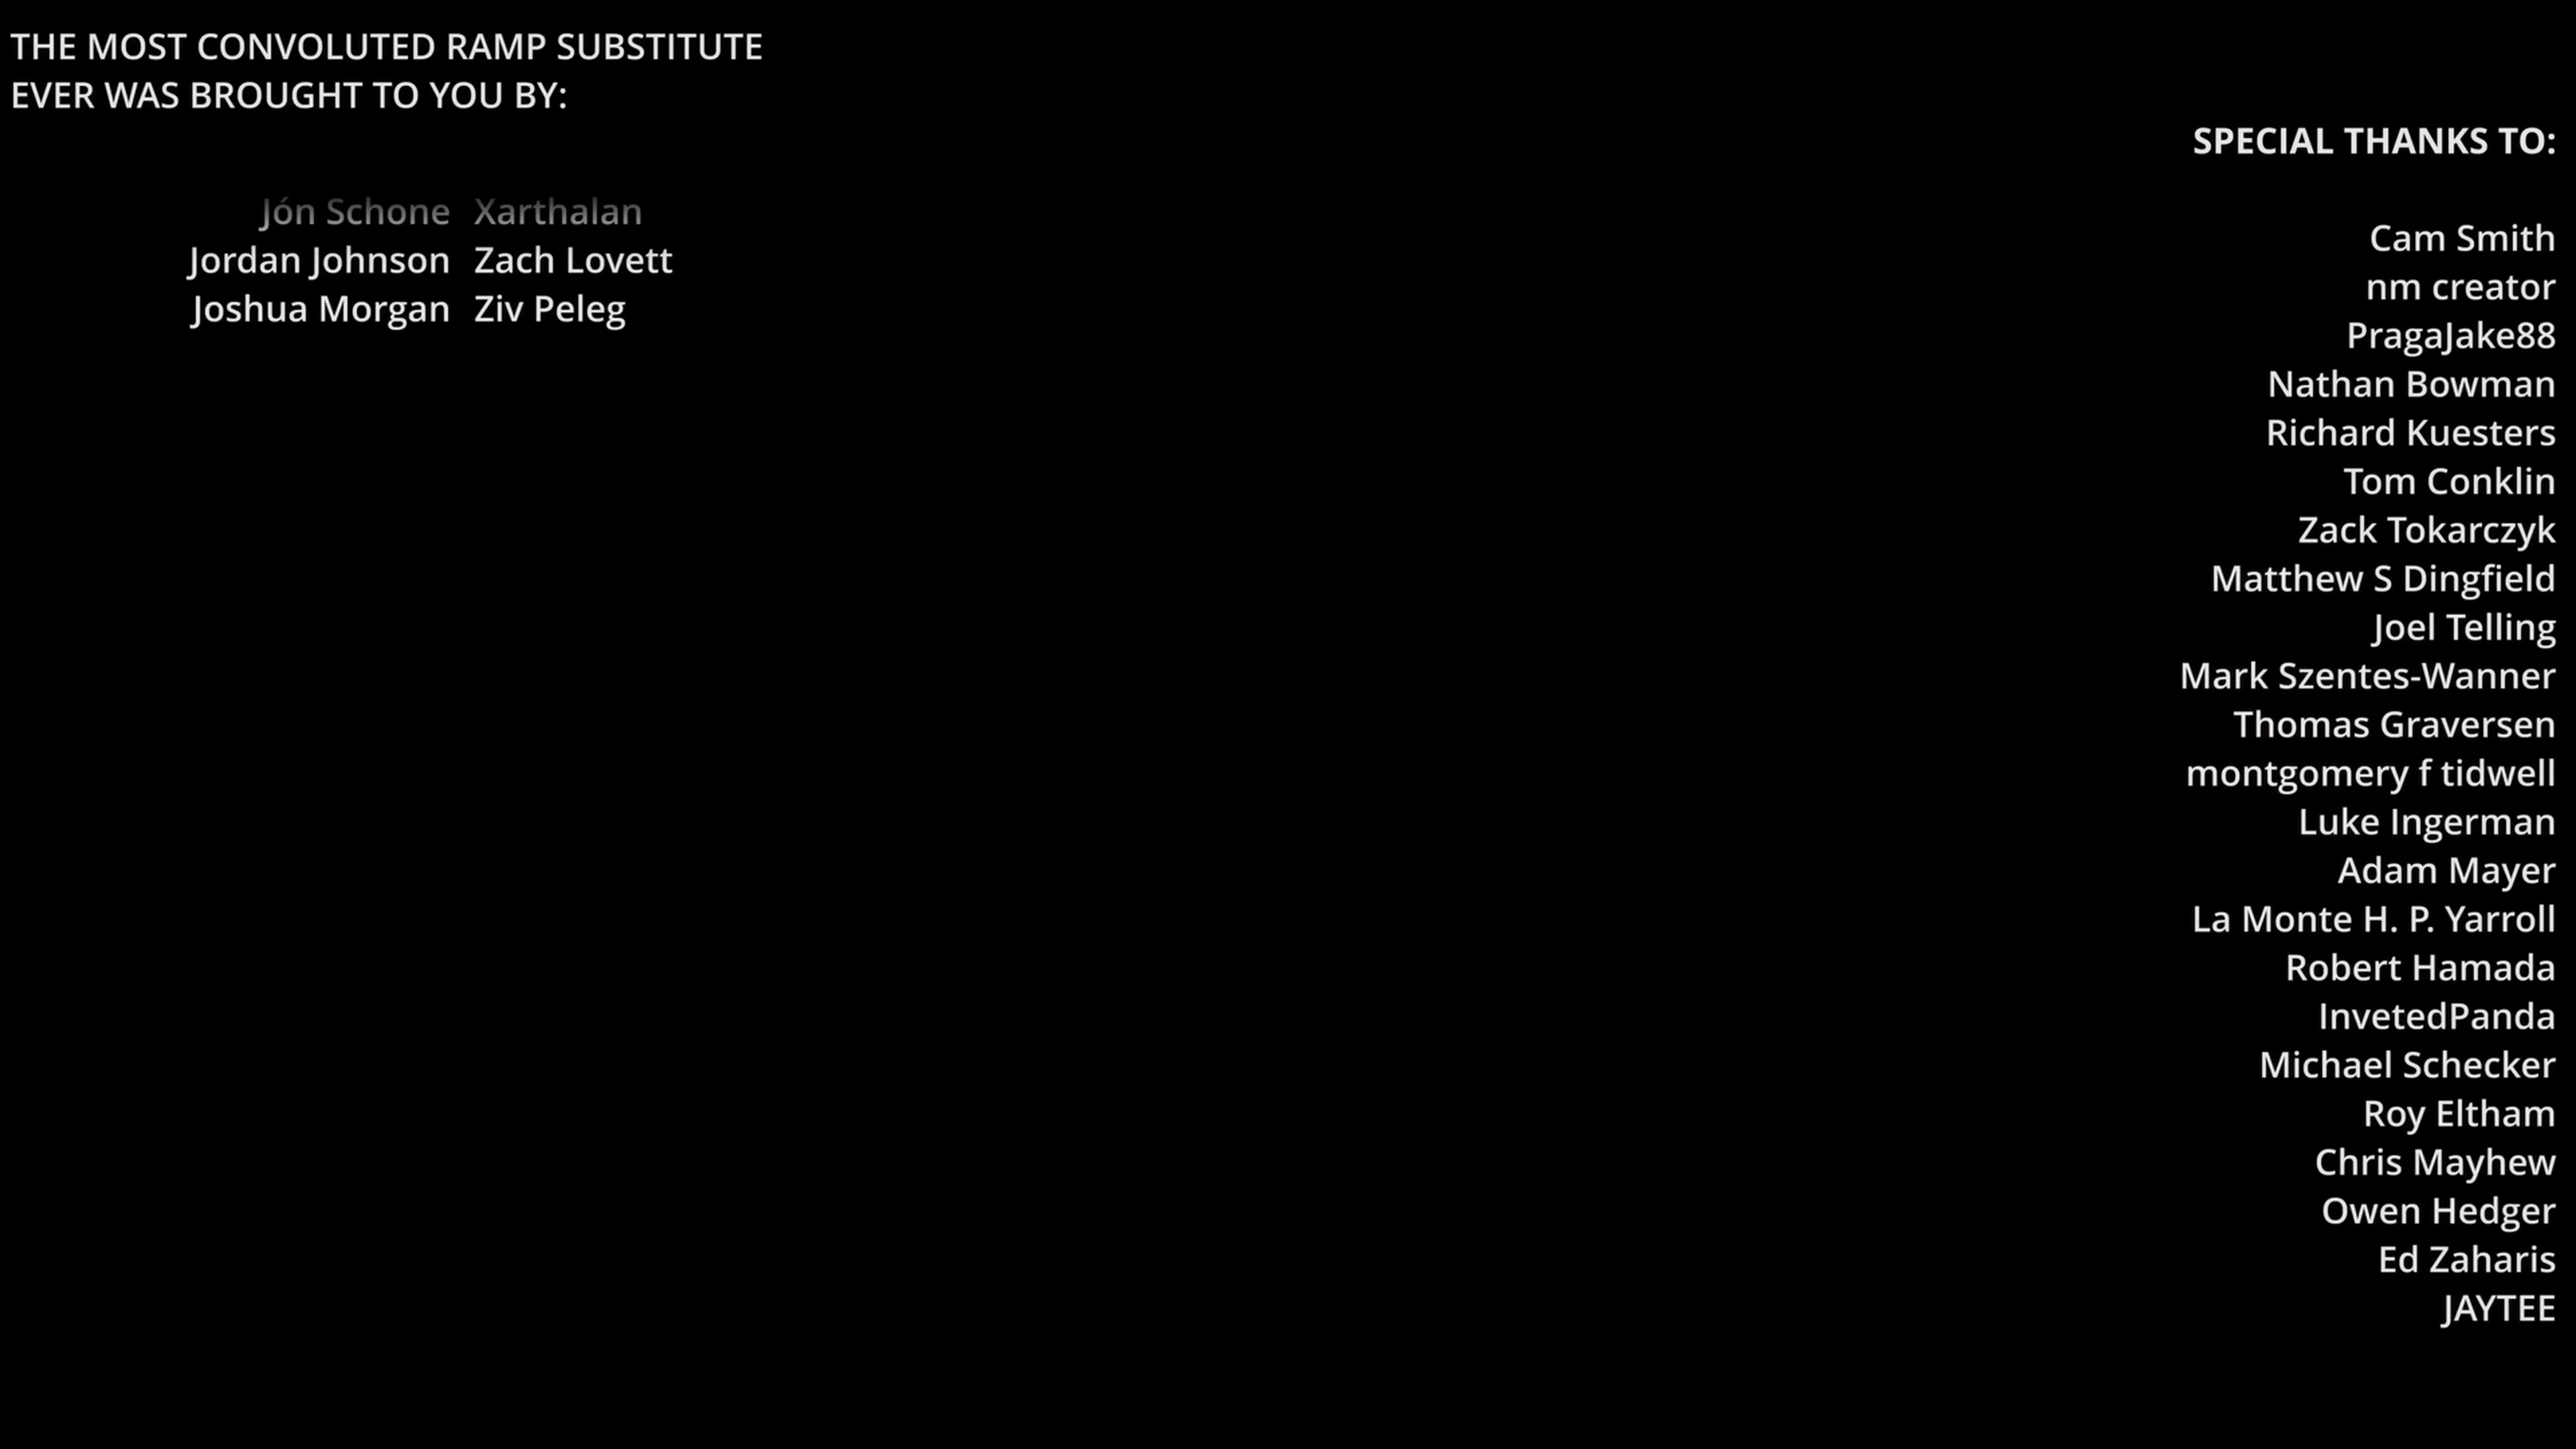 THE MOST CONVOLUTED RAMP SUBSTITUTE
EVER WAS BROUGHT TO YOU BY:
Jón Schone Xarthalan
Jordan Johnson Zach Lovett
Joshua Morgan Ziv Peleg
SPECIAL THANKS TO:
Cam Smith
nm creator
PragaJake88
Nathan Bowman
Richard Kuesters
Tom Conklin
Zack Tokarczyk
Matthew S Dingfield
Joel Telling
Mark Szentes-Wanner
Thomas Graversen
montgomery f tidwell
Luke Ingerman
Adam Mayer
La Monte H. P. Yarroll
Robert Hamada
InvetedPanda
Michael Schecker
Roy Eltham
Chris Mayhew
Owen Hedger
Ed Zaharis
JAYTEE